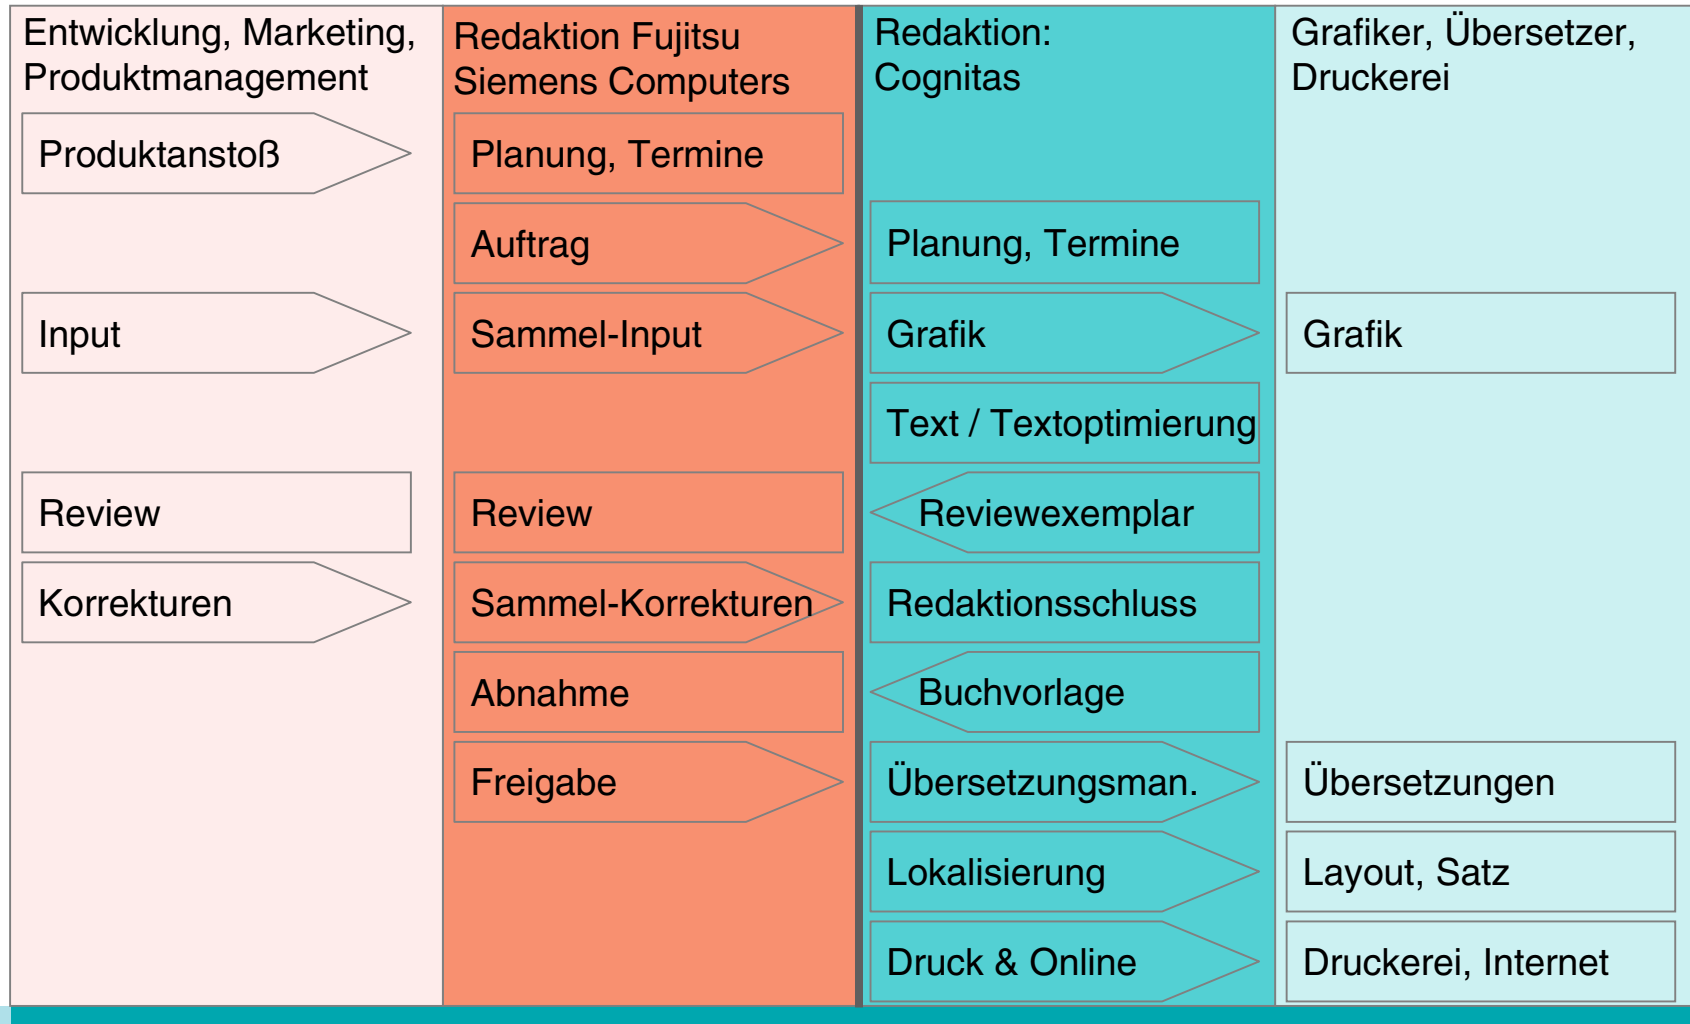 Entwicklung, Marketing,
Produktmanagement
Redaktion Fujitsu
Siemens Computers
Redaktion:
Cognitas
Grafiker, Übersetzer,
Druckerei
Produktanstoß
Planung, Termine
Auftrag
Planung, Termine
Input
Sammel-Input
Grafik
Grafik
Text / Textoptimierung
Review
Review
Reviewexemplar
Korrekturen
Sammel-Korrekturen
Redaktionsschluss
Abnahme
Buchvorlage
Freigabe
Übersetzungsman.
Übersetzungen
Lokalisierung
Layout, Satz
Druck & Online
Druckerei, Internet